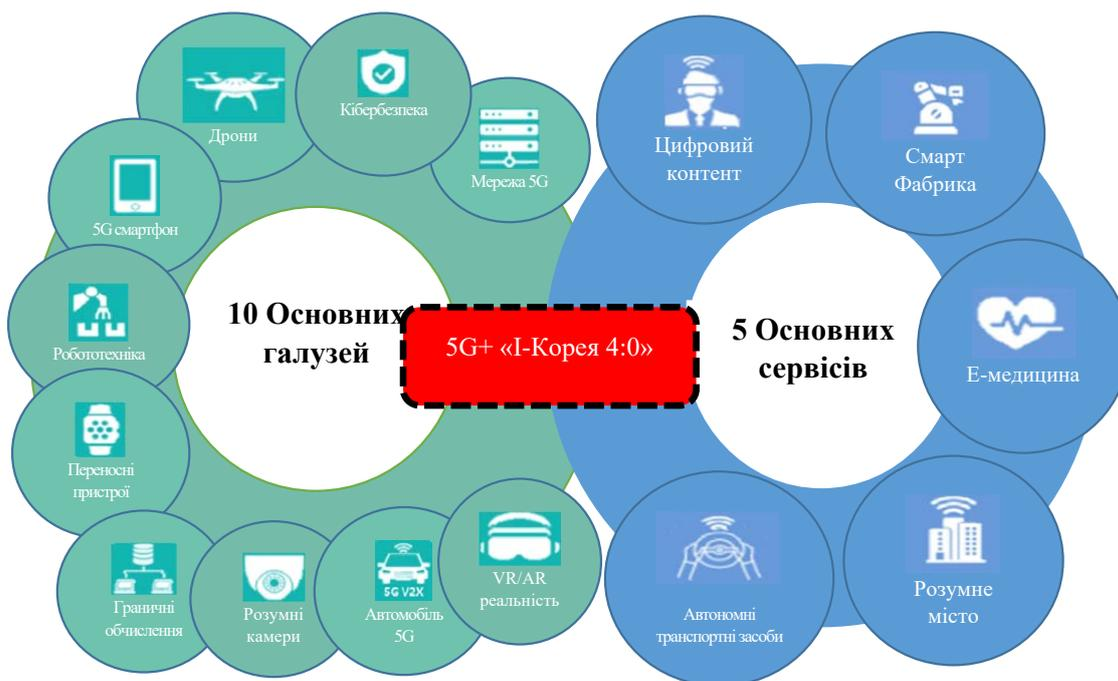 Дрони
Кібербезпека
Мережа 5G
5G смартфон
Робототехніка
Переносні
пристрої
Граничні
обчислення
Розумні
камери
5G V2X
Автомобіль
5G
VR/AR
реальність
10 Основних
галузей
5G+ «І-Корея 4:0»
5 Основних
сервісів
Цифровий
контент
Смарт
Фабрика
Е-медицина
Розумне
місто
Автономні
транспортні засоби